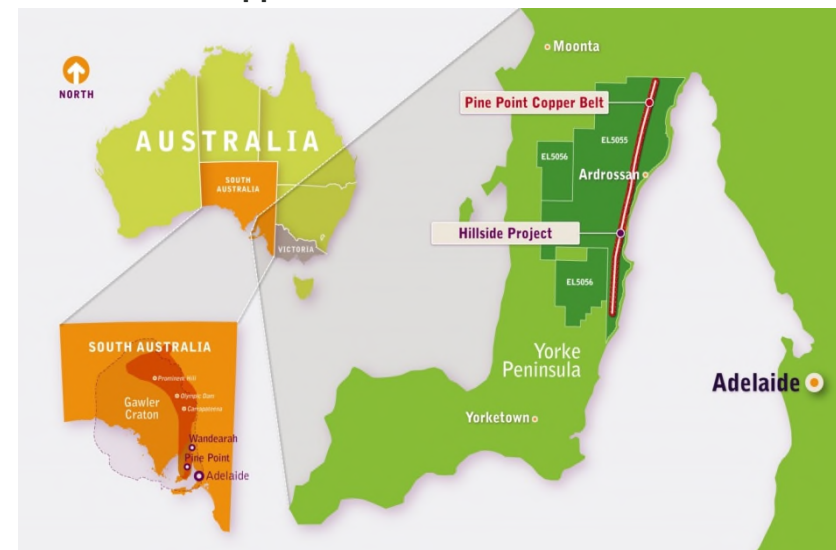 NORTH
AUSTRALIA
SOUTH
AUSTRALIA
VICTORIA
SOUTH AUSTRALIA
Prominent Hill
Olympic Dam
Carrapateena
Gawler
Craton
Wandearah
Pine Point
Adelaide
Moonta
Pine Point Copper Belt
EL5055
EL5056
Ardrossan
Hillside Project
EL5056
Yorke
Peninsula
Yorketown
Adelaide